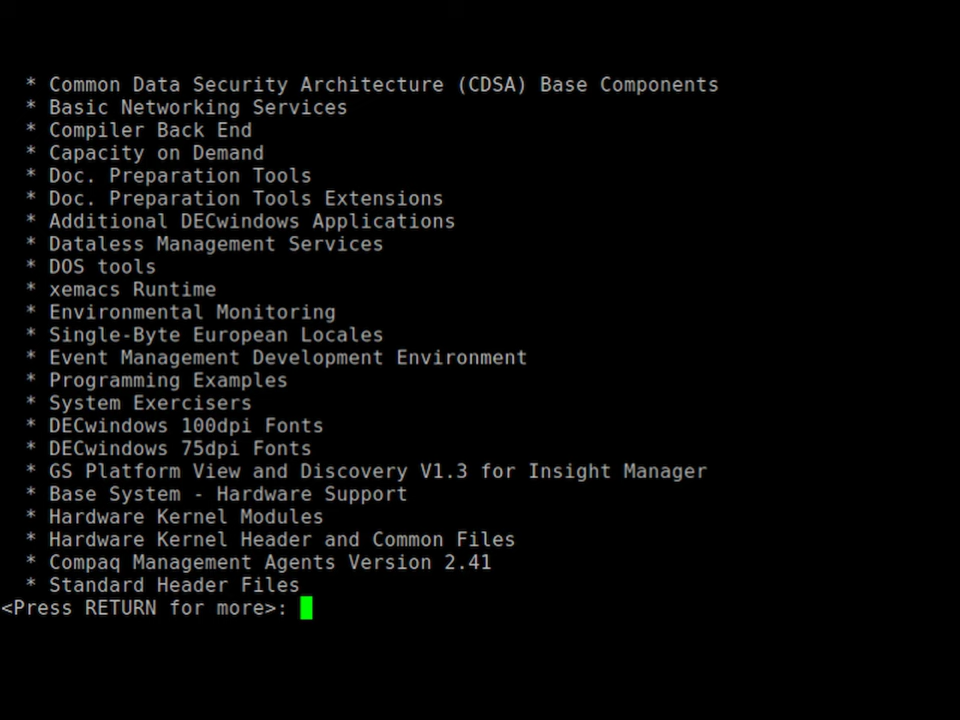 * Common Data Security Architecture (CDSA) Base Components
* Basic Networking Services
* Compiler Back End
* Capacity on Demand
* Doc. Preparation Tools
* Doc. Preparation Tools Extensions
* Additional DECwindows Applications
* Dataless Management Services
* DOS tools
* xemacs Runtime
* Environmental Monitoring
* Single-Byte European Locales
* Event Management Development Environment
* Programming Examples
* System Exercisers
* DECwindows 100dpi Fonts
* DECwindows 75dpi Fonts
* GS Platform View and Discovery V1.3 for Insight Manager
* Base System - Hardware Support
* Hardware Kernel Modules
* Hardware Kernel Header and Common Files
* Compaq Management Agents Version 2.41
* Standard Header Files
<Press RETURN for more>: